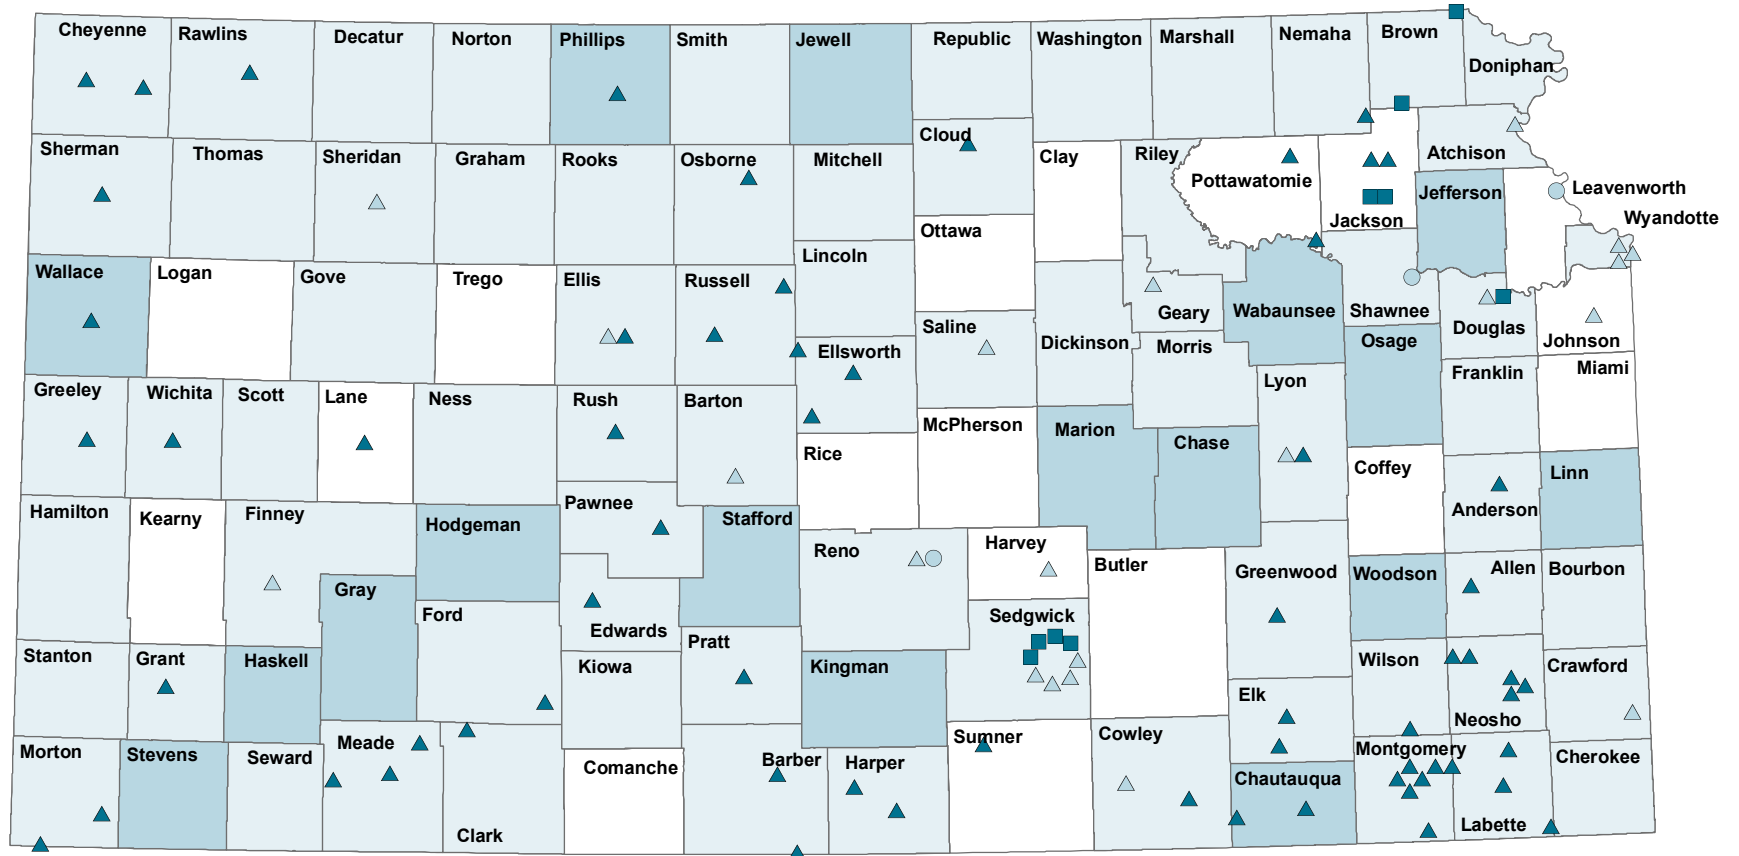 Cheyenne
Rawlins
Decatur
Norton
Phillips
Smith
Jewell
Republic
Washington
Marshall
Nemaha
Brown
Doniphan
Sherman
Thomas
Sheridan
Graham
Rooks
Osborne
Mitchell
Cloud
Clay
Riley
Pottawatomie
Jackson
Atchison
Jefferson
Leavenworth
Wyandotte
Wallace
Logan
Gove
Trego
Ellis
Russell
Lincoln
Ottawa
Saline
Ellsworth
Dickinson
Geary
Morris
Wabaunsee
Shawnee
Osage
Douglas
Johnson
Franklin
Miami
Greeley
Wichita
Scott
Lane
Ness
Rush
Barton
Rice
McPherson
Marion
Chase
Lyon
Coffey
Anderson
Linn
Hamilton
Kearny
Finney
Hodgeman
Pawnee
Stafford
Reno
Harvey
Butler
Greenwood
Woodson
Allen
Bourbon
Gray
Ford
Edwards
Sedgwick
Stanton
Grant
Haskell
Kiowa
Pratt
Kingman
Elk
Wilson
Neosho
Crawford
Morton
Stevens
Seward
Meade
Clark
Comanche
Barber
Harper
Sumner
Cowley
Chautauqua
Montgomery
Labette
Cherokee